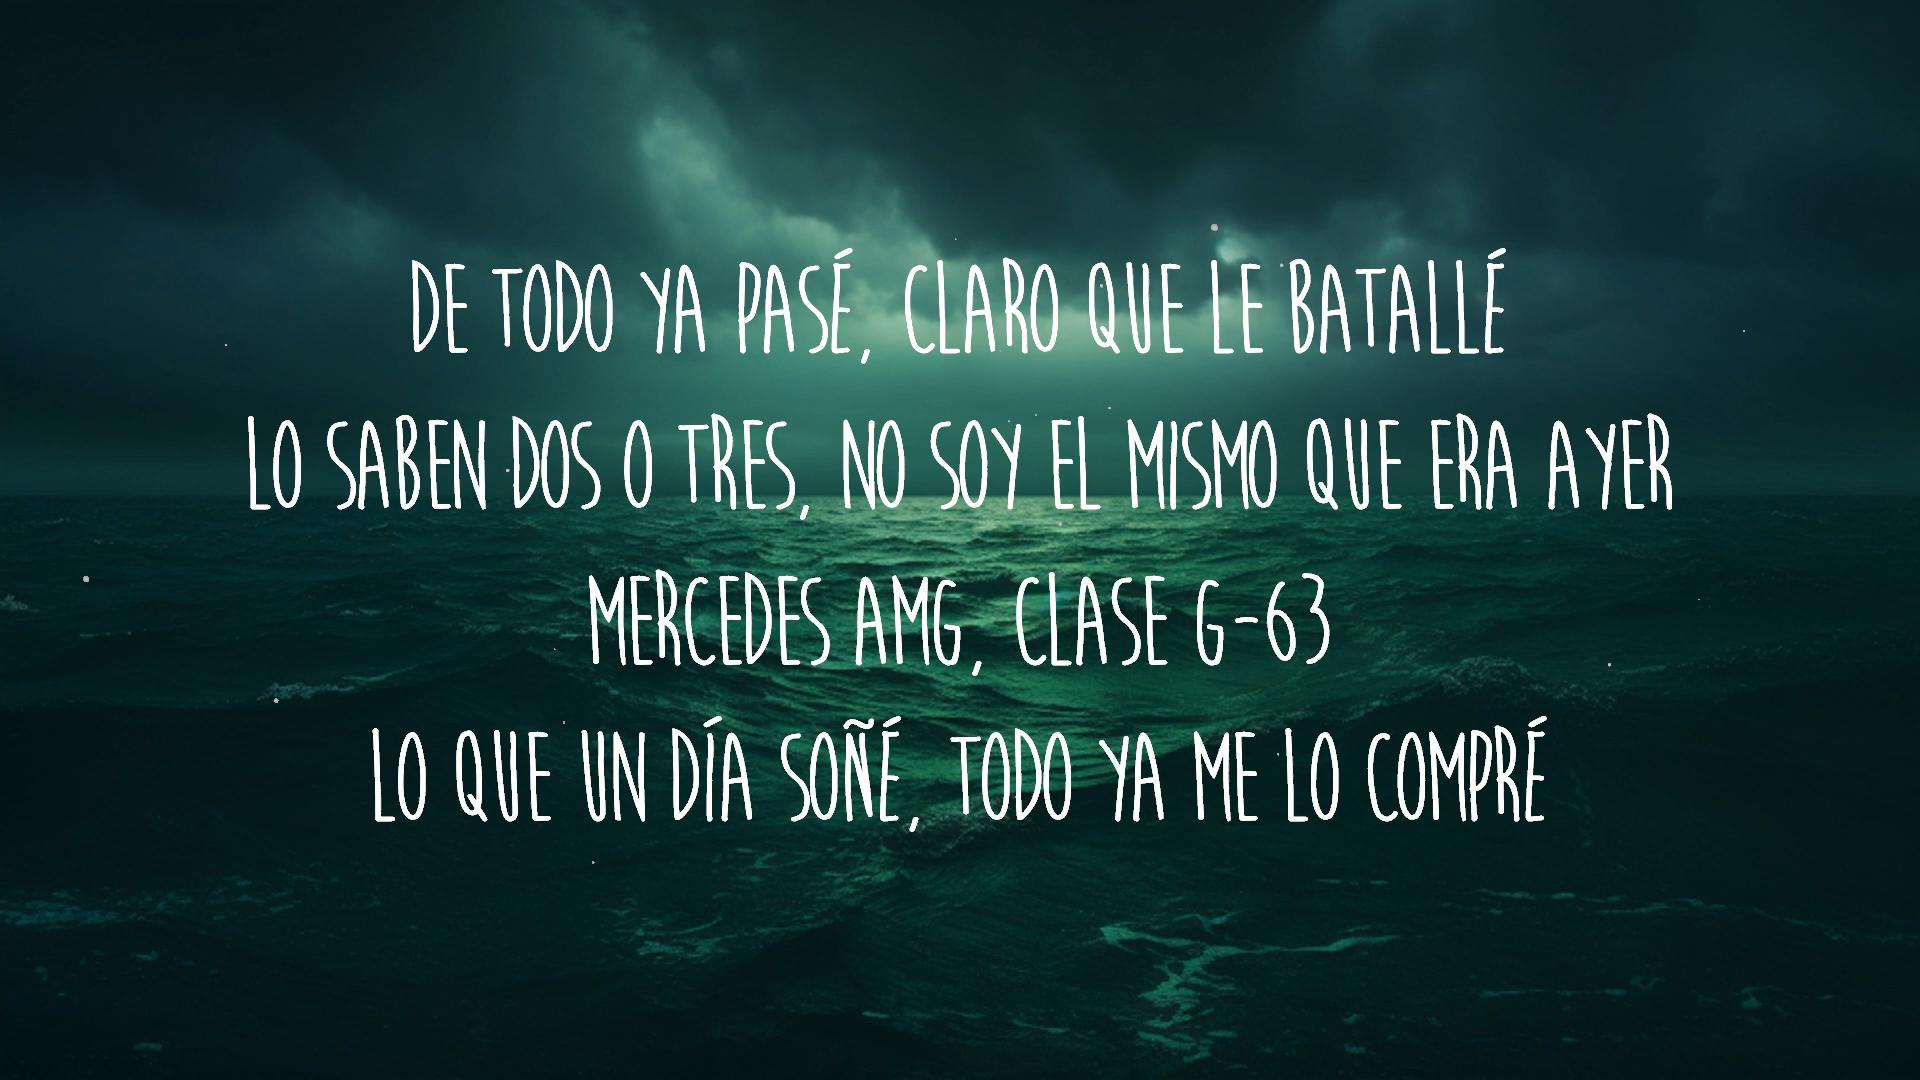 DE TODO YA PASÉ, CLARO QUE LE BATALLÉ
LO SABEN DOS O TRES, NO SOY EL MISMO QUE ERA AYER
MERCEDES AMG, CLASE G-63
LO QUE UN DÍA SOÑÉ, TODO YA ME LO COMPRÉ